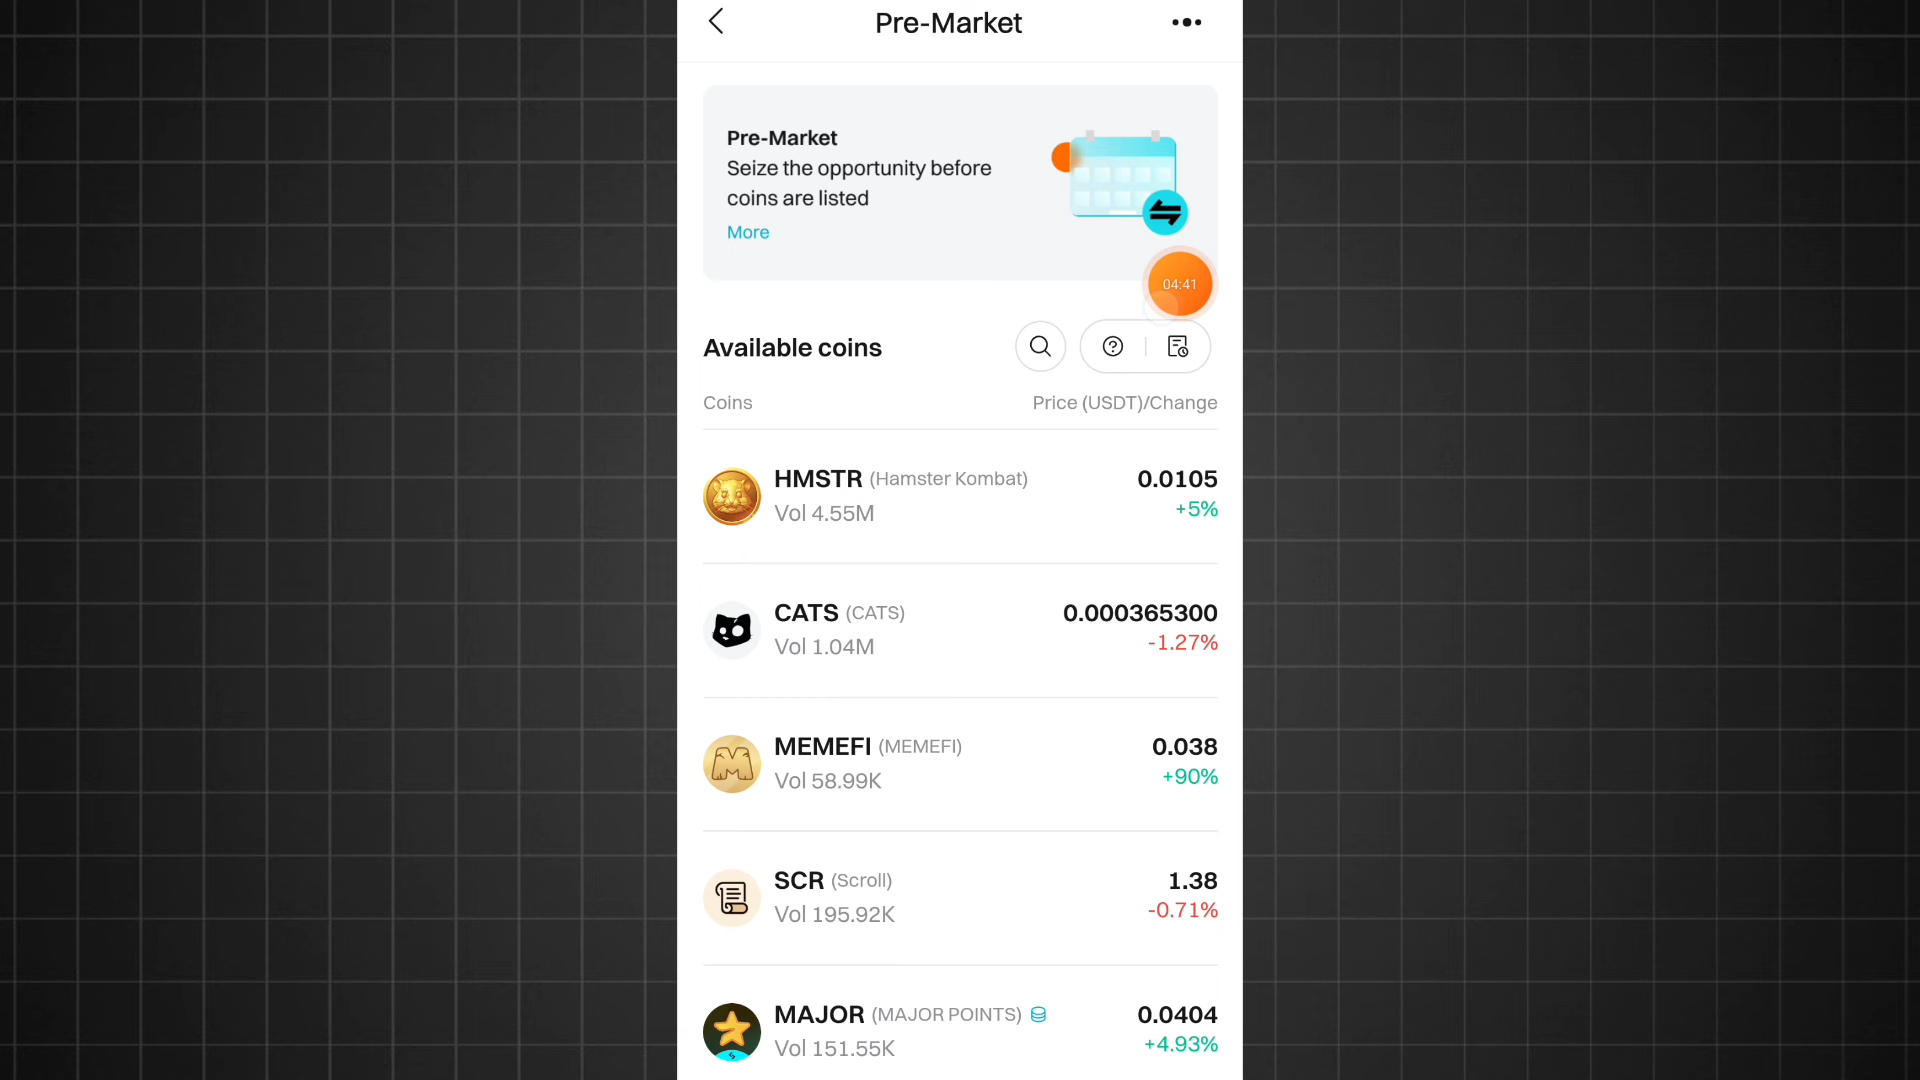 Pre-Market
Pre-Market
Seize the opportunity before
coins are listed
More
04:41
Available coins
Coins Price (USDT)/Change
HMSTR (Hamster Kombat) 0.0105
Vol 4.55M +5%
CATS (CATS) 0.000365300
Vol 1.04M -1.27%
MEMEFI (MEMEFI) 0.038
Vol 58.99K +90%
SCR (Scroll) 1.38
Vol 195.92K -0.71%
MAJOR (MAJOR POINTS) 0.0404
Vol 151.55K +4.93%